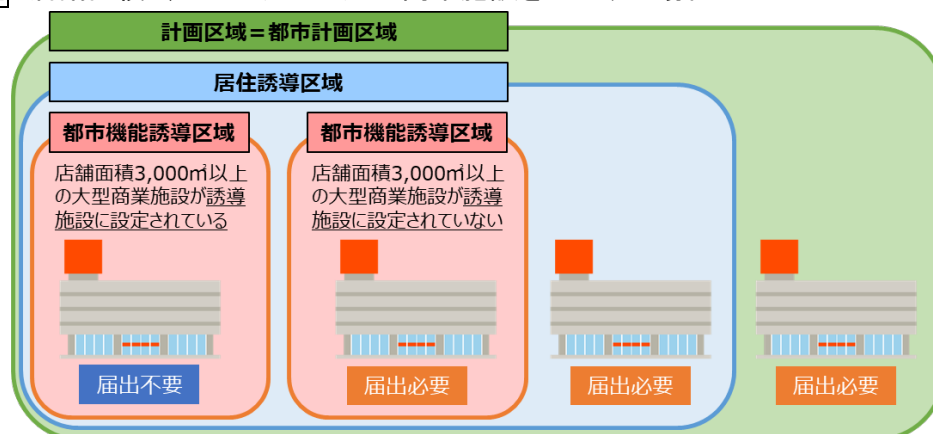 計画区域＝都市計画区域
居住誘導区域
都市機能誘導区域
店舗面積3,000㎡以上
の大型商業施設が誘導
施設に設定されている
届出不要
都市機能誘導区域
店舗面積3,000㎡以上
の大型商業施設が誘導
施設に設定されていない
届出必要
届出必要
届出必要